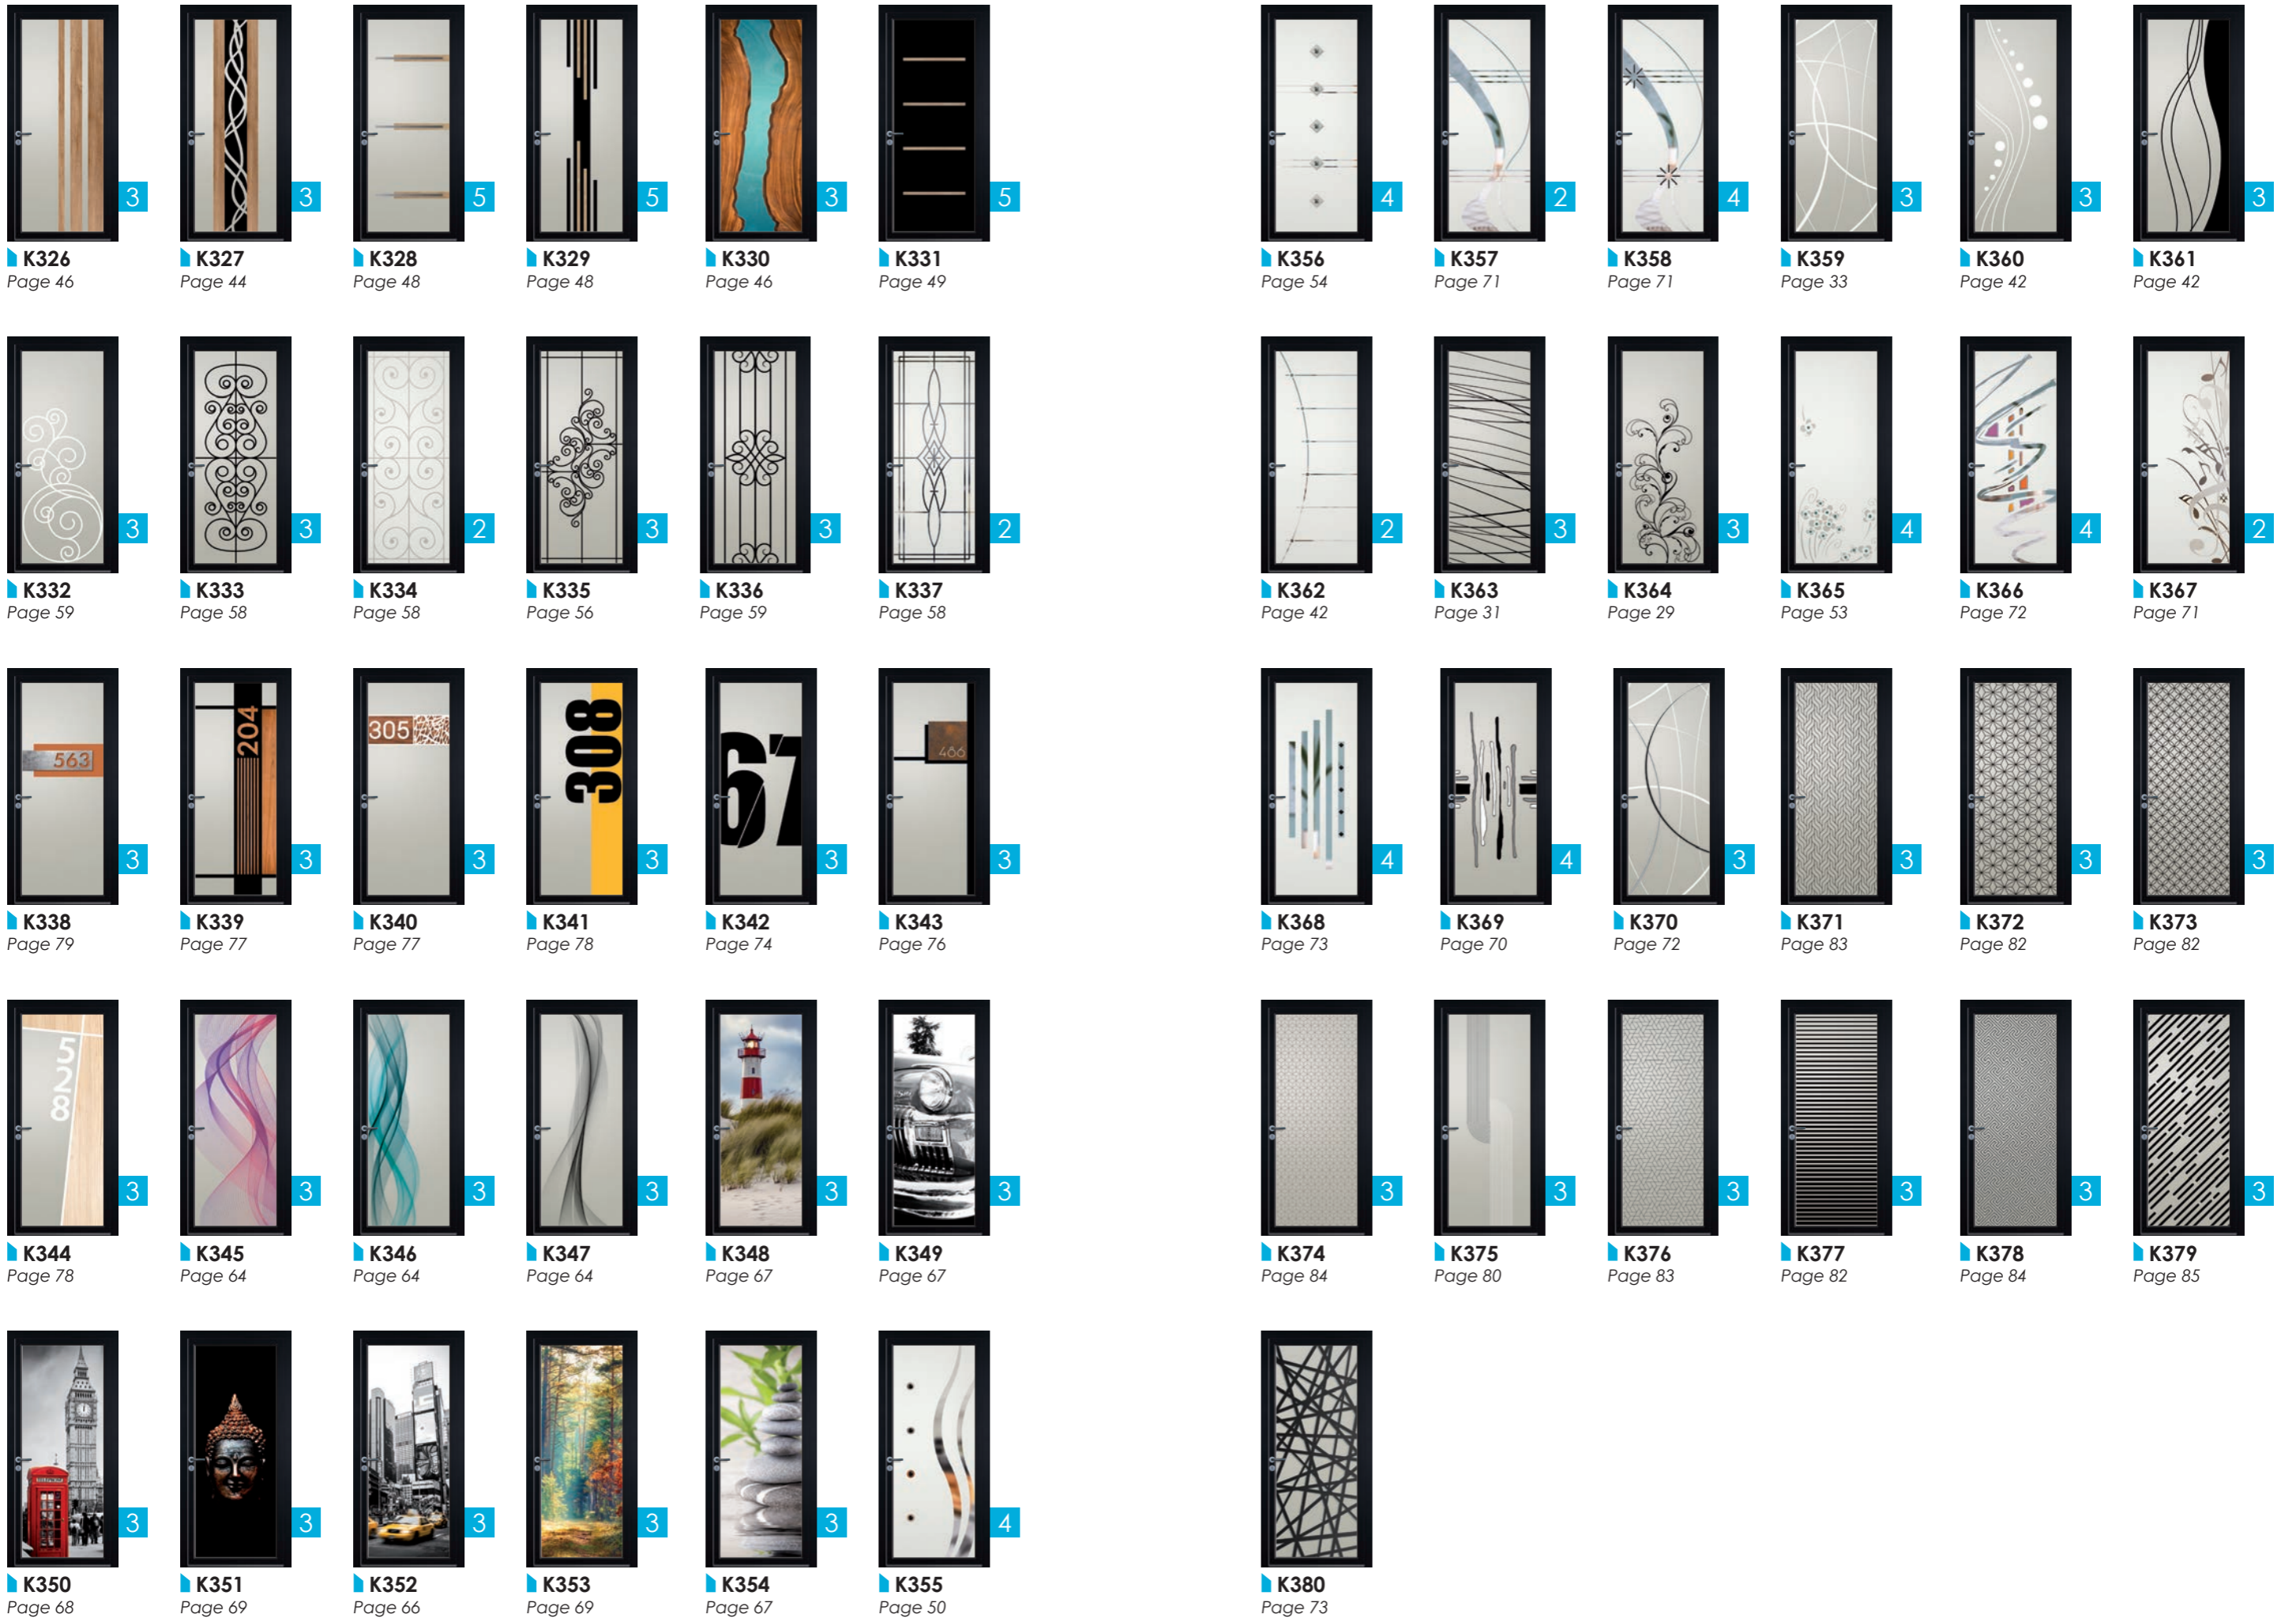 3
3
5
5
3
5
K326
K327
K328
K329
K330
K331
Page 46
Page 44
Page 48
Page 48
Page 46
Page 49
3
3
2
3
3
2
K332
K333
K334
K335
K336
K337
Page 59
Page 58
Page 58
Page 56
Page 59
Page 58
563
204
305
308
67
466
3
3
3
3
3
3
K338
K339
K340
K341
K342
K343
Page 79
Page 77
Page 77
Page 78
Page 74
Page 76
5
2
8
3
3
3
3
3
3
K344
K345
K346
K347
K348
K349
Page 78
Page 64
Page 64
Page 64
Page 67
Page 67
TELEPHONE
3
3
3
3
3
4
K350
K351
K352
K353
K354
K355
Page 68
Page 69
Page 66
Page 69
Page 67
Page 50
4
2
4
3
3
3
K356
K357
K358
K359
K360
K361
Page 54
Page 71
Page 71
Page 33
Page 42
Page 42
2
3
3
4
4
2
K362
K363
K364
K365
K366
K367
Page 42
Page 31
Page 29
Page 53
Page 72
Page 71
4
4
3
3
3
3
K368
K369
K370
K371
K372
K373
Page 73
Page 70
Page 72
Page 83
Page 82
Page 82
3
3
3
3
3
3
K374
K375
K376
K377
K378
K379
Page 84
Page 80
Page 83
Page 82
Page 84
Page 85
K380
Page 73